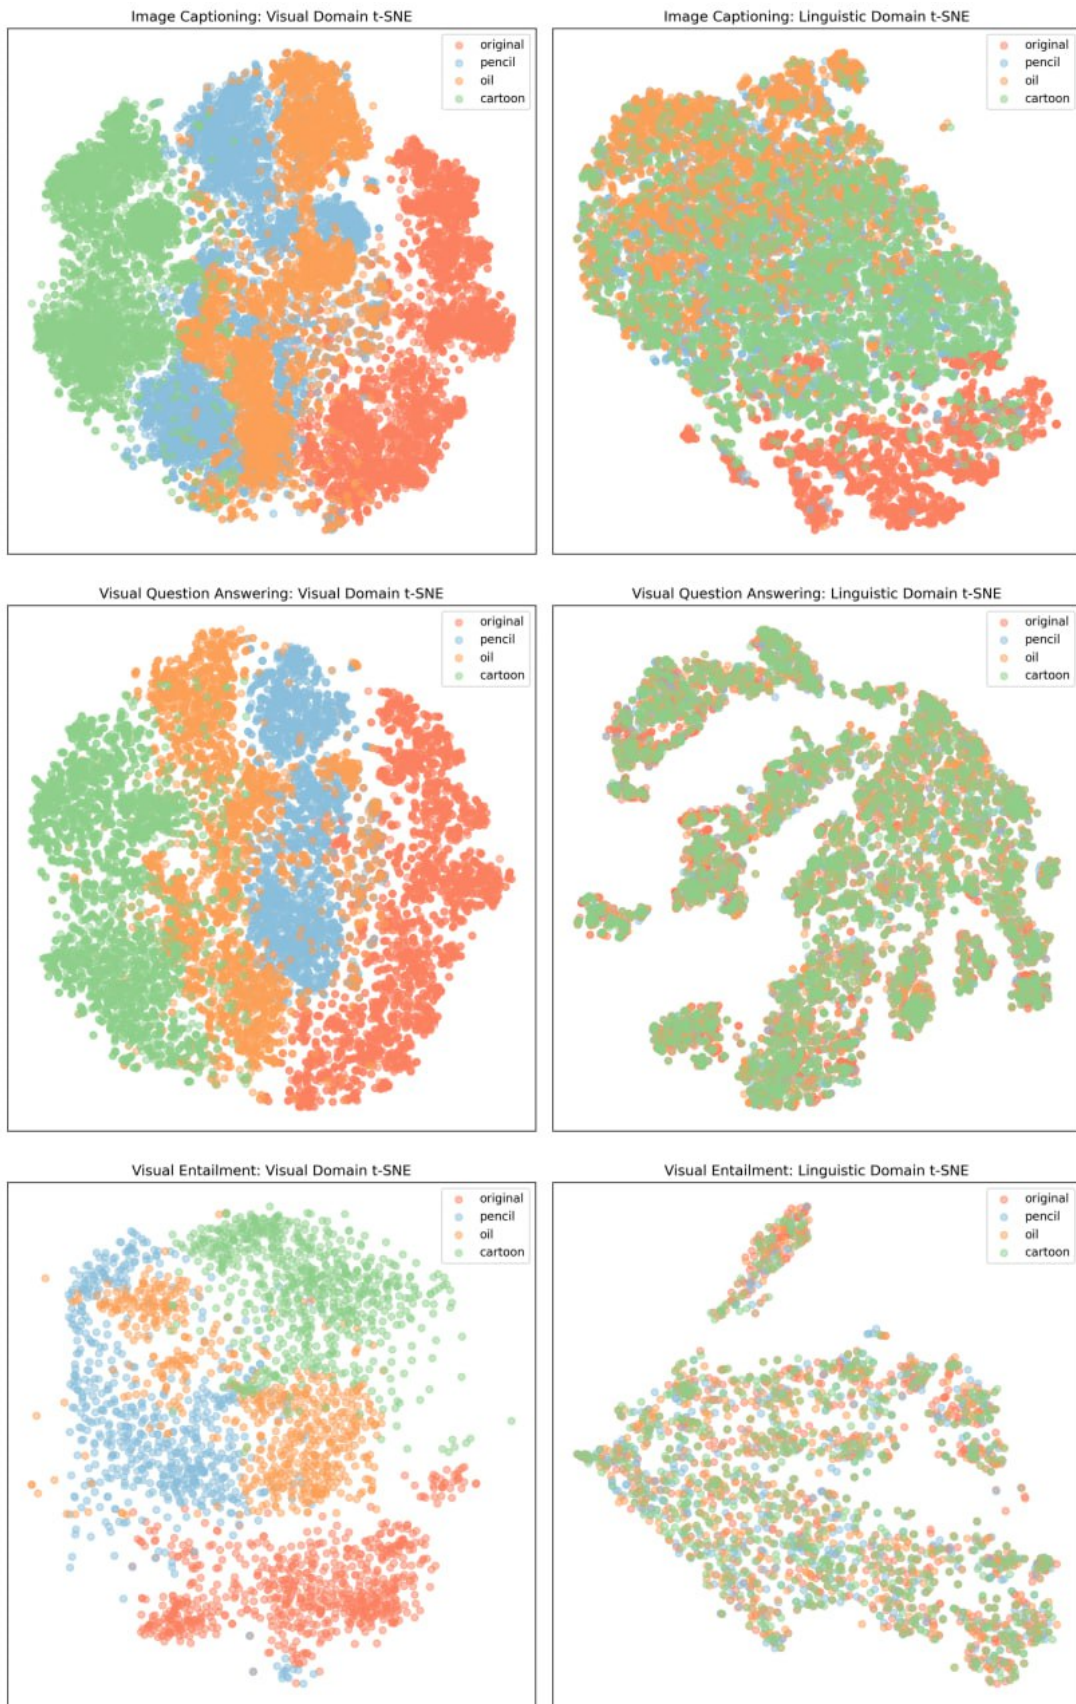 Image Captioning: Visual Domain t-SNE
original
pencil
oil
cartoon
Image Captioning: Linguistic Domain t-SNE
original
pencil
oil
cartoon
Visual Question Answering: Visual Domain t-SNE
original
pencil
oil
cartoon
Visual Question Answering: Linguistic Domain t-SNE
original
pencil
oil
cartoon
Visual Entailment: Visual Domain t-SNE
original
pencil
oil
cartoon
Visual Entailment: Linguistic Domain t-SNE
original
pencil
oil
cartoon